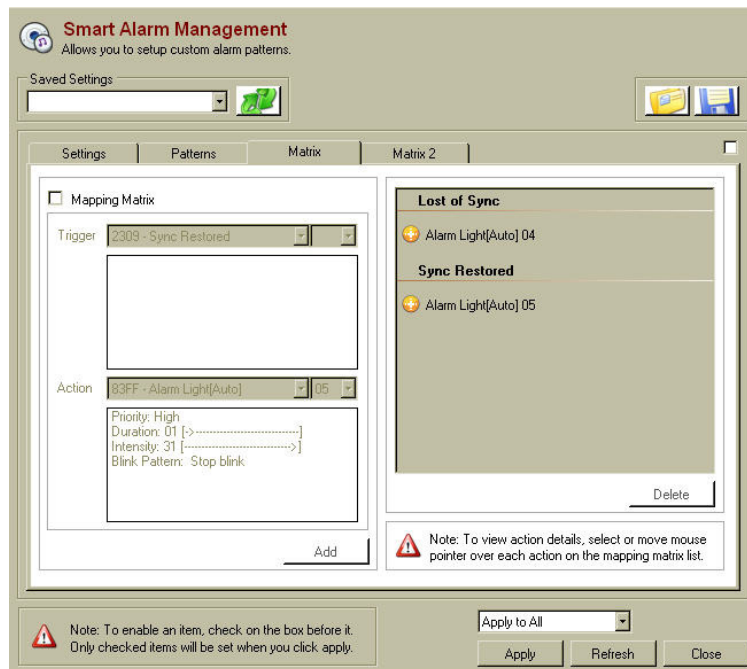 Smart Alarm Management
Allows you to setup custom alarm patterns.
Saved Settings
Settings
Patterns
Matrix
Matrix 2
Mapping Matrix
Trigger
2309 - Sync Restored
Action
83FF - Alarm Light[Auto]
05
Priority: High
Duration: 01 [->----------------------------]
Intensity: 31 [----------------------------->]
Blink Pattern:  Stop blink
Add
Lost of Sync
Alarm Light[Auto] 04
Sync Restored
Alarm Light[Auto] 05
Delete
Note: To view action details, select or move mouse
pointer over each action on the mapping matrix list.
Note: To enable an item, check on the box before it.
Only checked items will be set when you click apply.
Apply to All
Apply
Refresh
Close